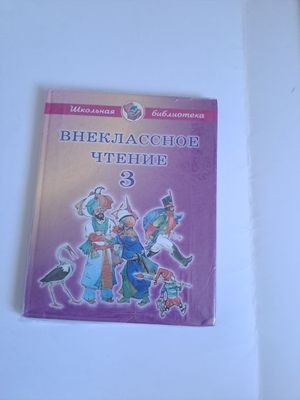 Школьная библиотека
ВНЕКЛАССНОЕ
ЧТЕНИЕ
3